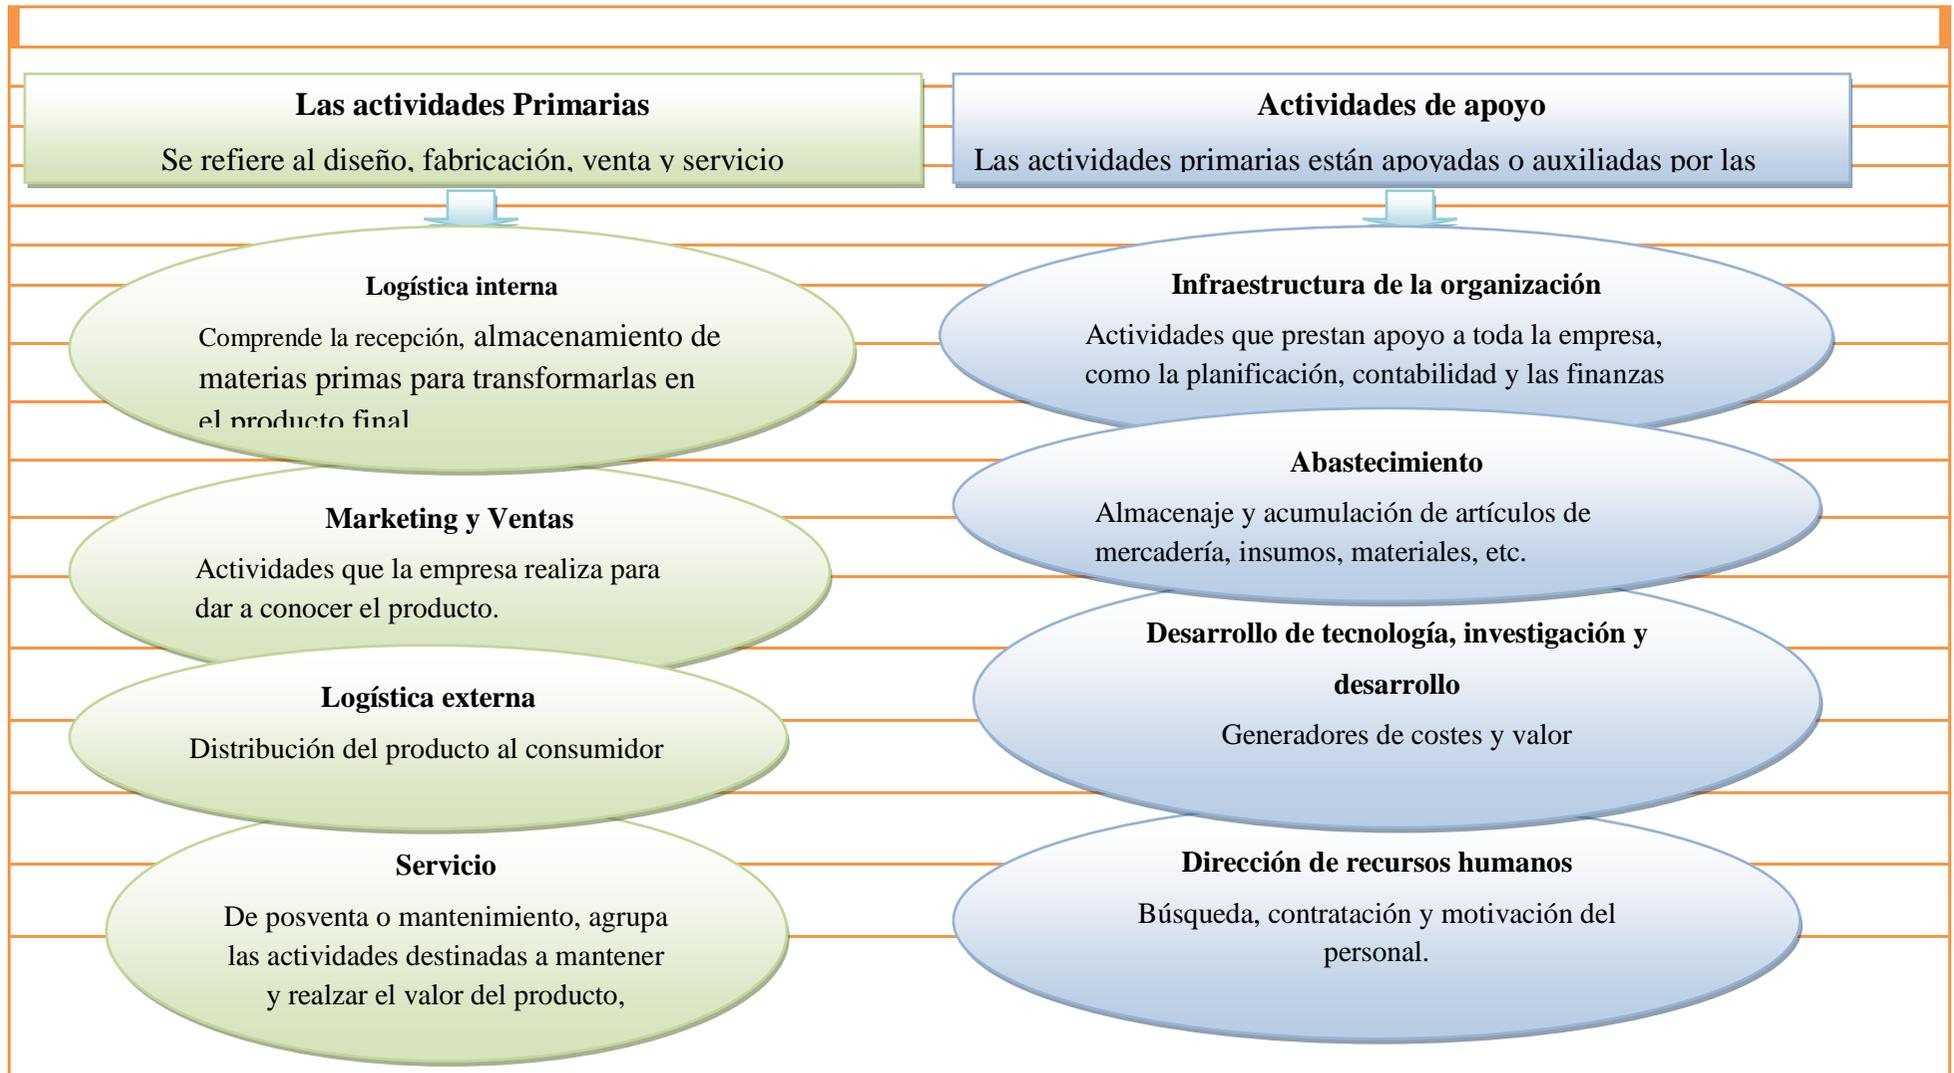 Las actividades Primarias
Se refiere al diseño, fabricación, venta y servicio
Logística interna
Comprende la recepción, almacenamiento de
materias primas para transformarlas en
el producto final
Marketing y Ventas
Actividades que la empresa realiza para
dar a conocer el producto.
Logística externa
Distribución del producto al consumidor
Servicio
De posventa o mantenimiento, agrupa
las actividades destinadas a mantener
y realzar el valor del producto,
Actividades de apoyo
Las actividades primarias están apoyadas o auxiliadas por las
Infraestructura de la organización
Actividades que prestan apoyo a toda la empresa,
como la planificación, contabilidad y las finanzas
Abastecimiento
Almacenaje y acumulación de artículos de
mercadería, insumos, materiales, etc.
Desarrollo de tecnología, investigación y
desarrollo
Generadores de costes y valor
Dirección de recursos humanos
Búsqueda, contratación y motivación del
personal.